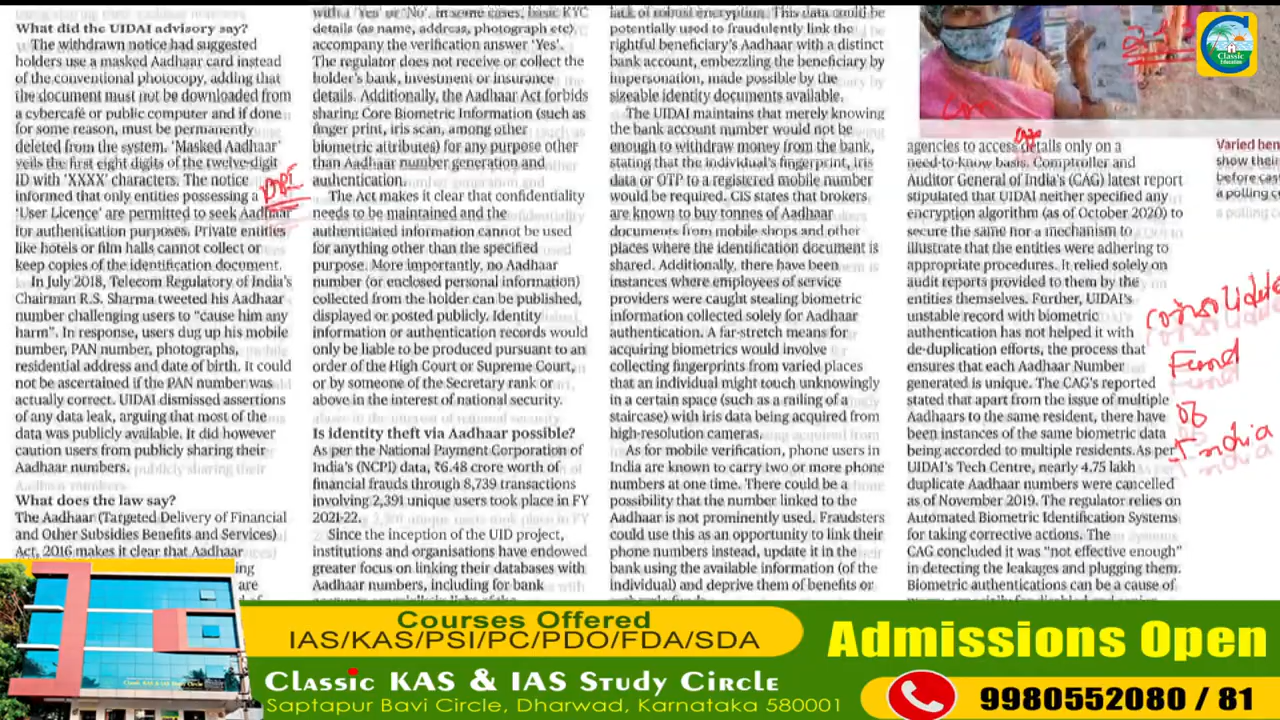 What did the UIDAI advisory say?
The withdrawn notice had suggested
holders use a masked Aadhaar card instead
of the conventional photocopy, adding that
the document must not be downloaded from
a cybercafé or public computer and if done
for some reason, must be permanently
deleted from the system. 'Masked Aadhaar'
veils the first eight digits of the twelve-digit
ID with 'XXXX' characters. The notice
informed that only entities possessing a
'User Licence' are permitted to seek Aadhaar
for authentication purposes. Private entities
like hotels or film halls cannot collect or
keep copies of the identification document.
In July 2018, Telecom Regulatory of India's
Chairman R.S. Sharma tweeted his Aadhaar
number challenging users to "cause him any
harm". In response, users dug up his mobile
number, PAN number, photographs,
residential address and date of birth. It could
not be ascertained if the PAN number was
actually correct. UIDAI dismissed assertions
of any data leak, arguing that most of the
data was publicly available. It did however
caution users from publicly sharing their
Aadhaar numbers.
What does the law say?
The Aadhaar (Targeted Delivery of Financial
and Other Subsidies Benefits and Services)
Act, 2016 makes it clear that Aadhaar
ing
are
with a 'Yes' or 'No'. In some cases, basic KYC
details (as name, address, photograph etc)
accompany the verification answer 'Yes'.
The regulator does not receive or collect the
holder's bank, investment or insurance
details. Additionally, the Aadhaar Act forbids
sharing Core Biometric Information (such as
finger print, iris scan, among other
biometric attributes) for any purpose other
than Aadhaar number generation and
authentication.
The Act makes it clear that confidentiality
needs to be maintained and the
authenticated information cannot be used
for anything other than the specified
purpose. More importantly, no Aadhaar
number (or enclosed personal information)
collected from the holder can be published,
displayed or posted publicly. Identity
information or authentication records would
only be liable to be produced pursuant to an
order of the High Court or Supreme Court,
or by someone of the Secretary rank or
above in the interest of national security.
Is identity theft via Aadhaar possible?
As per the National Payment Corporation of
India's (NCPI) data, ₹6.48 crore worth of
financial frauds through 8,739 transactions
involving 2,391 unique users took place in FY
2021-22.
Since the inception of the UID project,
institutions and organisations have endowed
greater focus on linking their databases with
Aadhaar numbers, including for bank
lack of robust encryption. This data could be
potentially used to fraudulently link the
rightful beneficiary's Aadhaar with a distinct
bank account, embezzling the beneficiary by
impersonation, made possible by the
sizeable identity documents available.
The UIDAI maintains that merely knowing
the bank account number would not be
enough to withdraw money from the bank,
stating that the individual's fingerprint, iris
data or OTP to a registered mobile number
would be required. CIS states that brokers
are known to buy tonnes of Aadhaar
documents from mobile shops and other
places where the identification document is
shared. Additionally, there have been
instances where employees of service
providers were caught stealing biometric
information collected solely for Aadhaar
authentication. A far-stretch means for
acquiring biometrics would involve
collecting fingerprints from varied places
that an individual might touch unknowingly
in a certain space (such as a railing of a
staircase) with iris data being acquired from
high-resolution cameras.
As for mobile verification, phone users in
India are known to carry two or more phone
numbers at one time. There could be a
possibility that the number linked to the
Aadhaar is not prominently used. Fraudsters
could use this as an opportunity to link their
phone numbers instead, update it in the
bank using the available information (of the
individual) and deprive them of benefits or
agencies to access details only on a
need-to-know basis. Comptroller and
Auditor General of India's (CAG) latest report
stipulated that UIDAI neither specified any
encryption algorithm (as of October 2020) to
secure the same nor a mechanism to
illustrate that the entities were adhering to
appropriate procedures. It relied solely on
audit reports provided to them by the
entities themselves. Further, UIDAI's
unstable record with biometric
authentication has not helped it with
de-duplication efforts, the process that
ensures that each Aadhaar Number
generated is unique. The CAG's reported
stated that apart from the issue of multiple
Aadhaars to the same resident, there have
been instances of the same biometric data
being accorded to multiple residents. As per
UIDAI's Tech Centre, nearly 4.75 lakh
duplicate Aadhaar numbers were cancelled
as of November 2019. The regulator relies on
Automated Biometric Identification Systems
for taking corrective actions. The
CAG concluded it was "not effective enough"
in detecting the leakages and plugging them.
Biometric authentications can be a cause of
Varied ben
show their
before cas
a polling c
Fund
of
India
Classic
Education
Courses Offered
IAS/KAS/PSI/PC/PDO/FDA/SDA
Classic KAS & IAS Study Circle
Saptapur Bavi Circle, Dharwad, Karnataka 580001
Admissions Open
9980552080 / 81